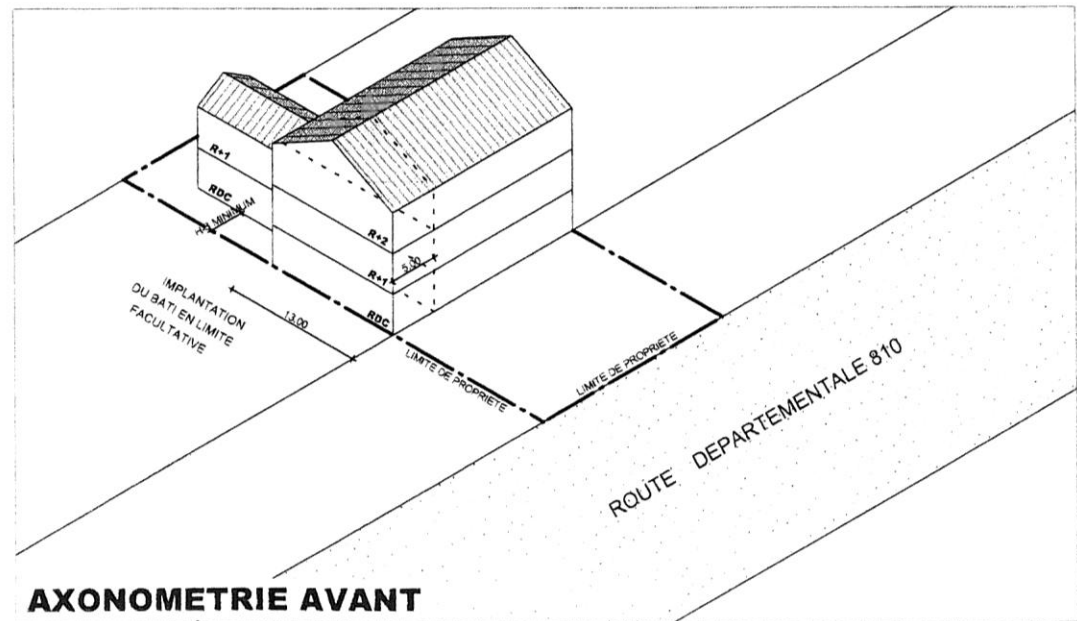 R+1
RDC
H/2 MINIMUM
R+2
5.00
R+1
RDC
IMPLANTATION
DU BATI EN LIMITE
FACULTATIVE
13.00
LIMITE DE PROPRIETE
LIMITE DE PROPRIETE
ROUTE DEPARTEMENTALE 810
AXONOMETRIE AVANT